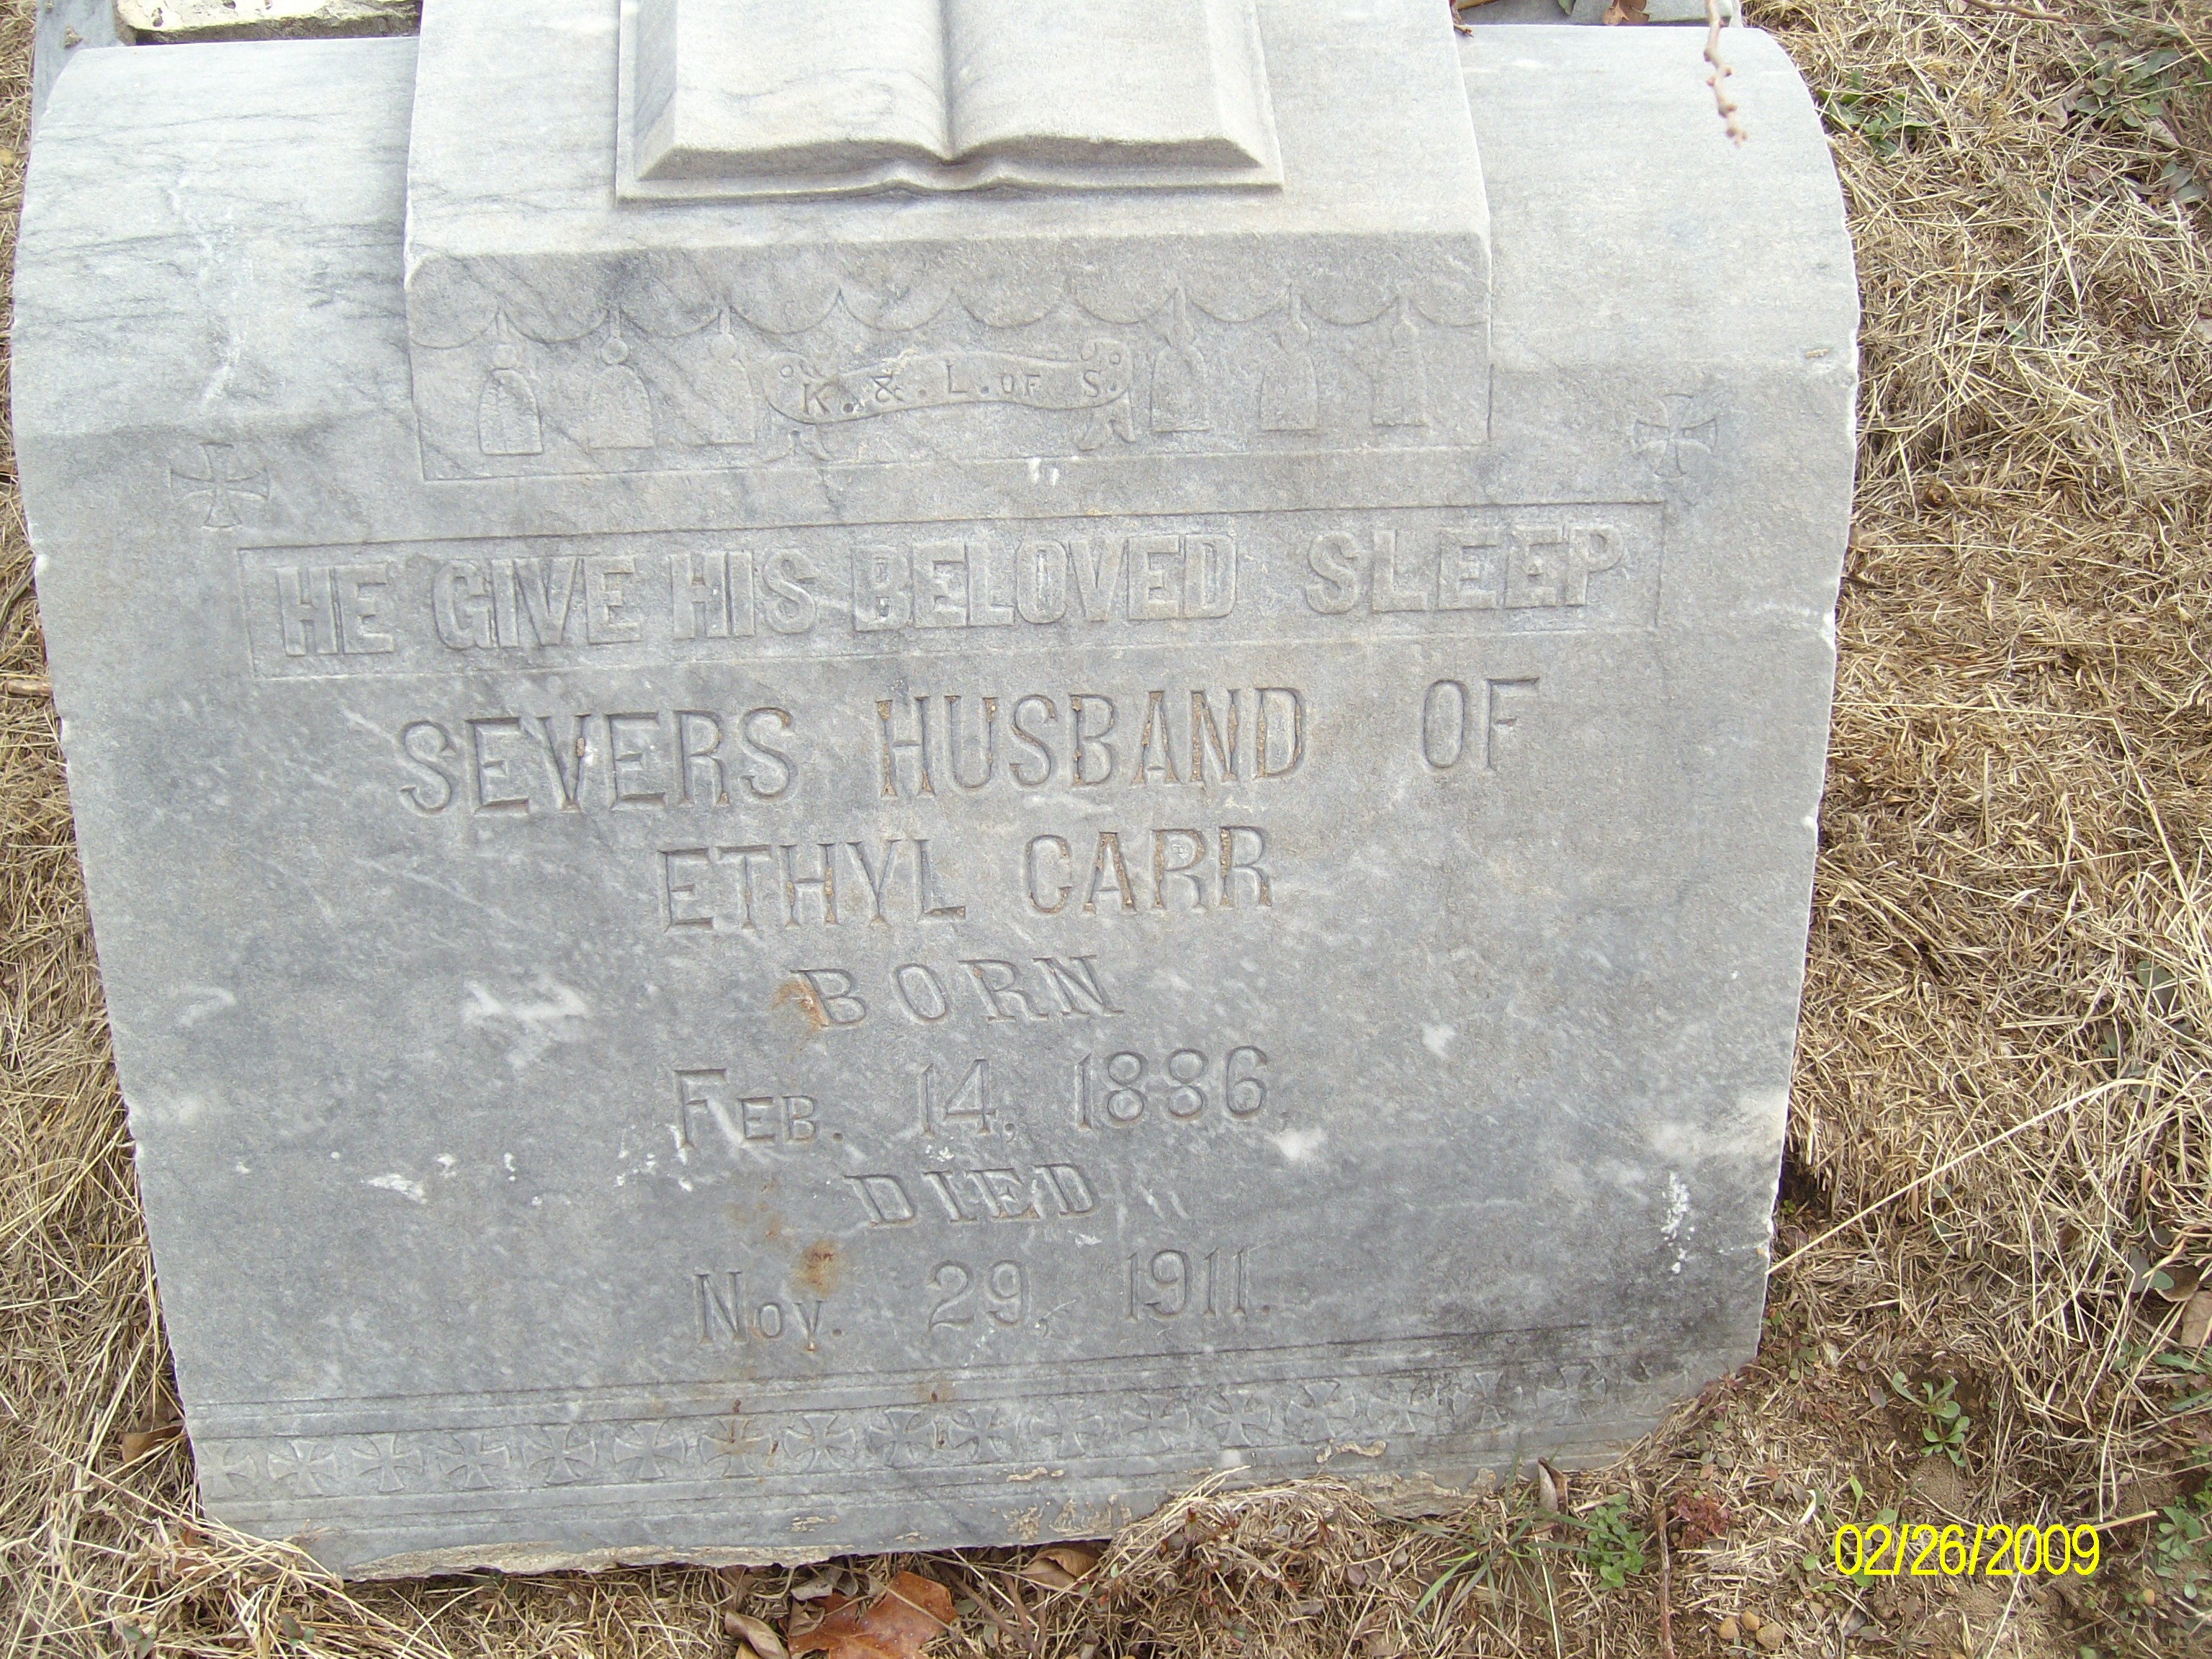 K. & L. OF S.
HE GIVE HIS BELOVED SLEEP
SEVERS HUSBAND OF
ETHYL CARR
BORN
FEB. 14, 1886,
DIED
NOV. 29, 1911.
02/26/2009